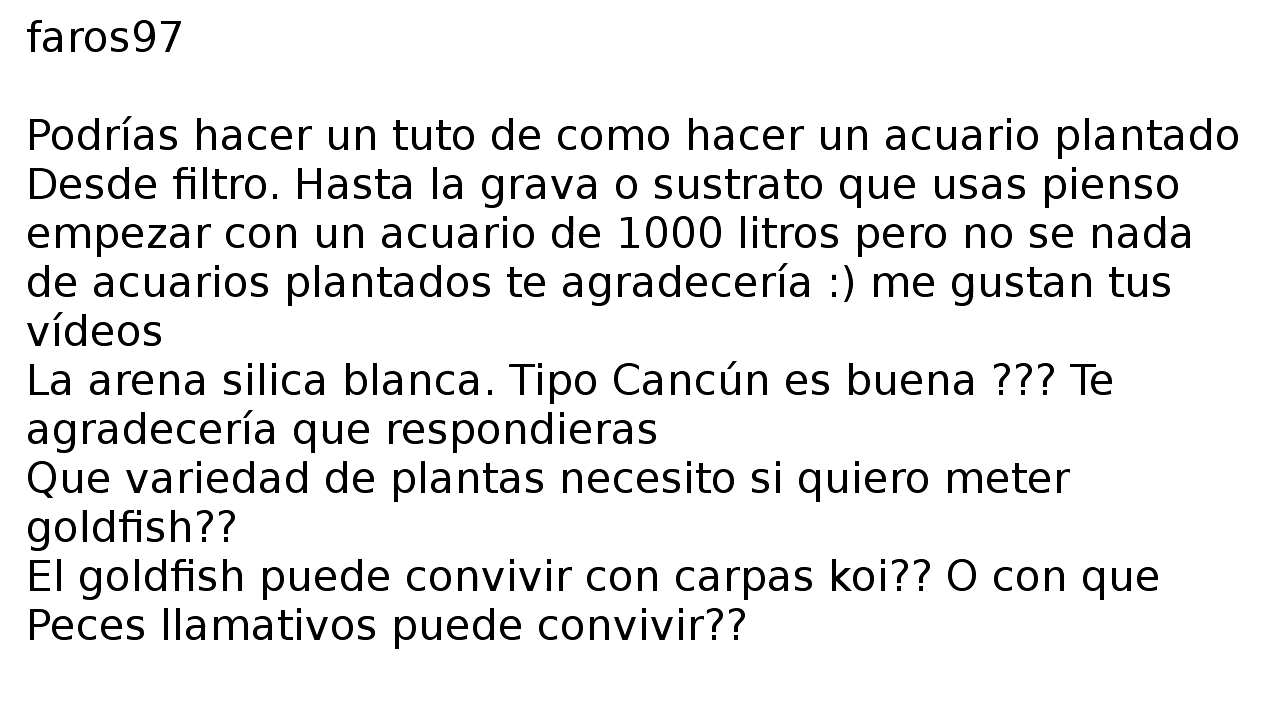 faros97
Podrías hacer un tuto de como hacer un acuario plantado
Desde filtro. Hasta la grava o sustrato que usas pienso
empezar con un acuario de 1000 litros pero no se nada
de acuarios plantados te agradecería :) me gustan tus
vídeos
La arena silica blanca. Tipo Cancún es buena ??? Te
agradecería que respondieras
Que variedad de plantas necesito si quiero meter
goldfish??
El goldfish puede convivir con carpas koi?? O con que
Peces llamativos puede convivir??